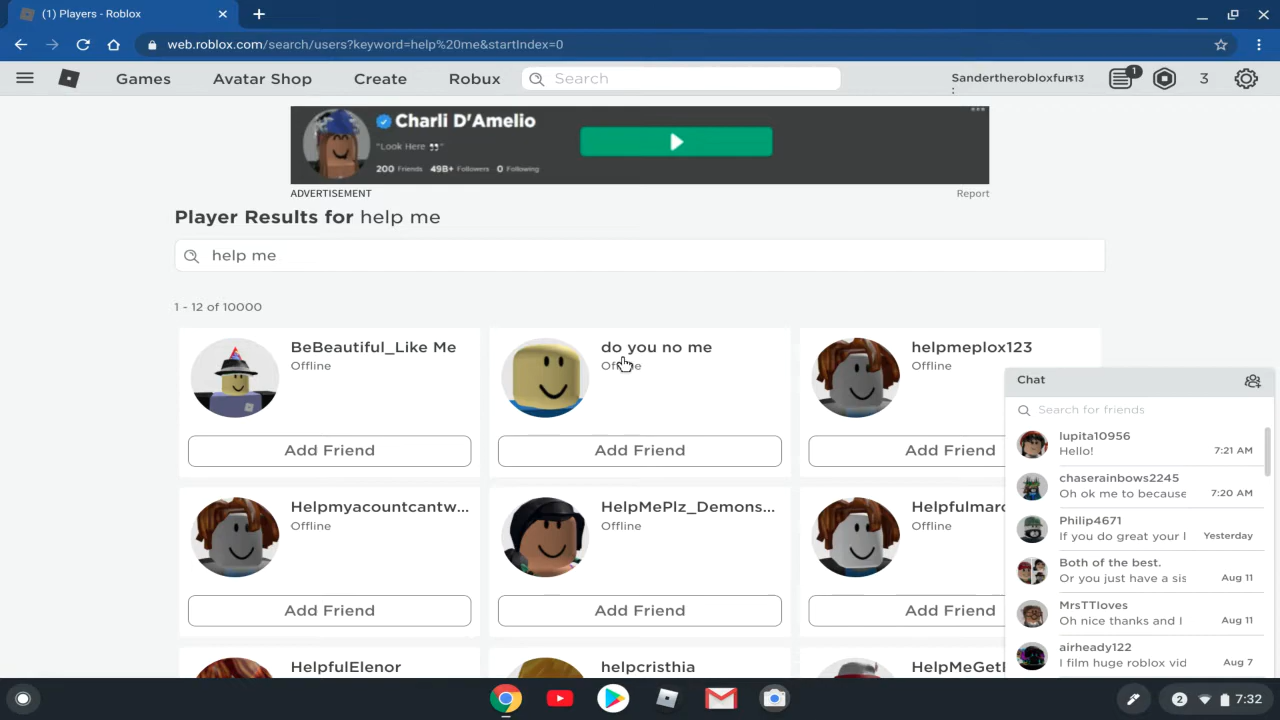 (1) Players - Roblox
web.roblox.com/search/users?keyword=help%20me&startIndex=0
Games Avatar Shop Create Robux Search Sandertherobloxfun 13 1 3
:
Charli D'Amelio
"Look Here
200 Friends 49B+ Followers 0 Following
ADVERTISEMENT Report
Player Results for help me
help me
1 - 12 of 10000
BeBeautiful_Like Me
Offline
Add Friend
do you no me
Offline
Add Friend
helpmeplox123
Offline
Add Friend
Helpmyacountcantw...
Offline
Add Friend
HelpMePlz_Demons...
Offline
Add Friend
Offline
Add Friend
HelpfulElenor
helpcristhia
Chat
Search for friends
lupita10956
Hello! 7:21 AM
chaserainbows2245
Oh ok me to because 7:20 AM
Philip4671
If you do great your l Yesterday
Both of the best.
Or you just have a sis Aug 11
MrsTTloves
Oh nice thanks and I Aug 11
airheady122
I film huge roblox vid Aug 7
2 7:32